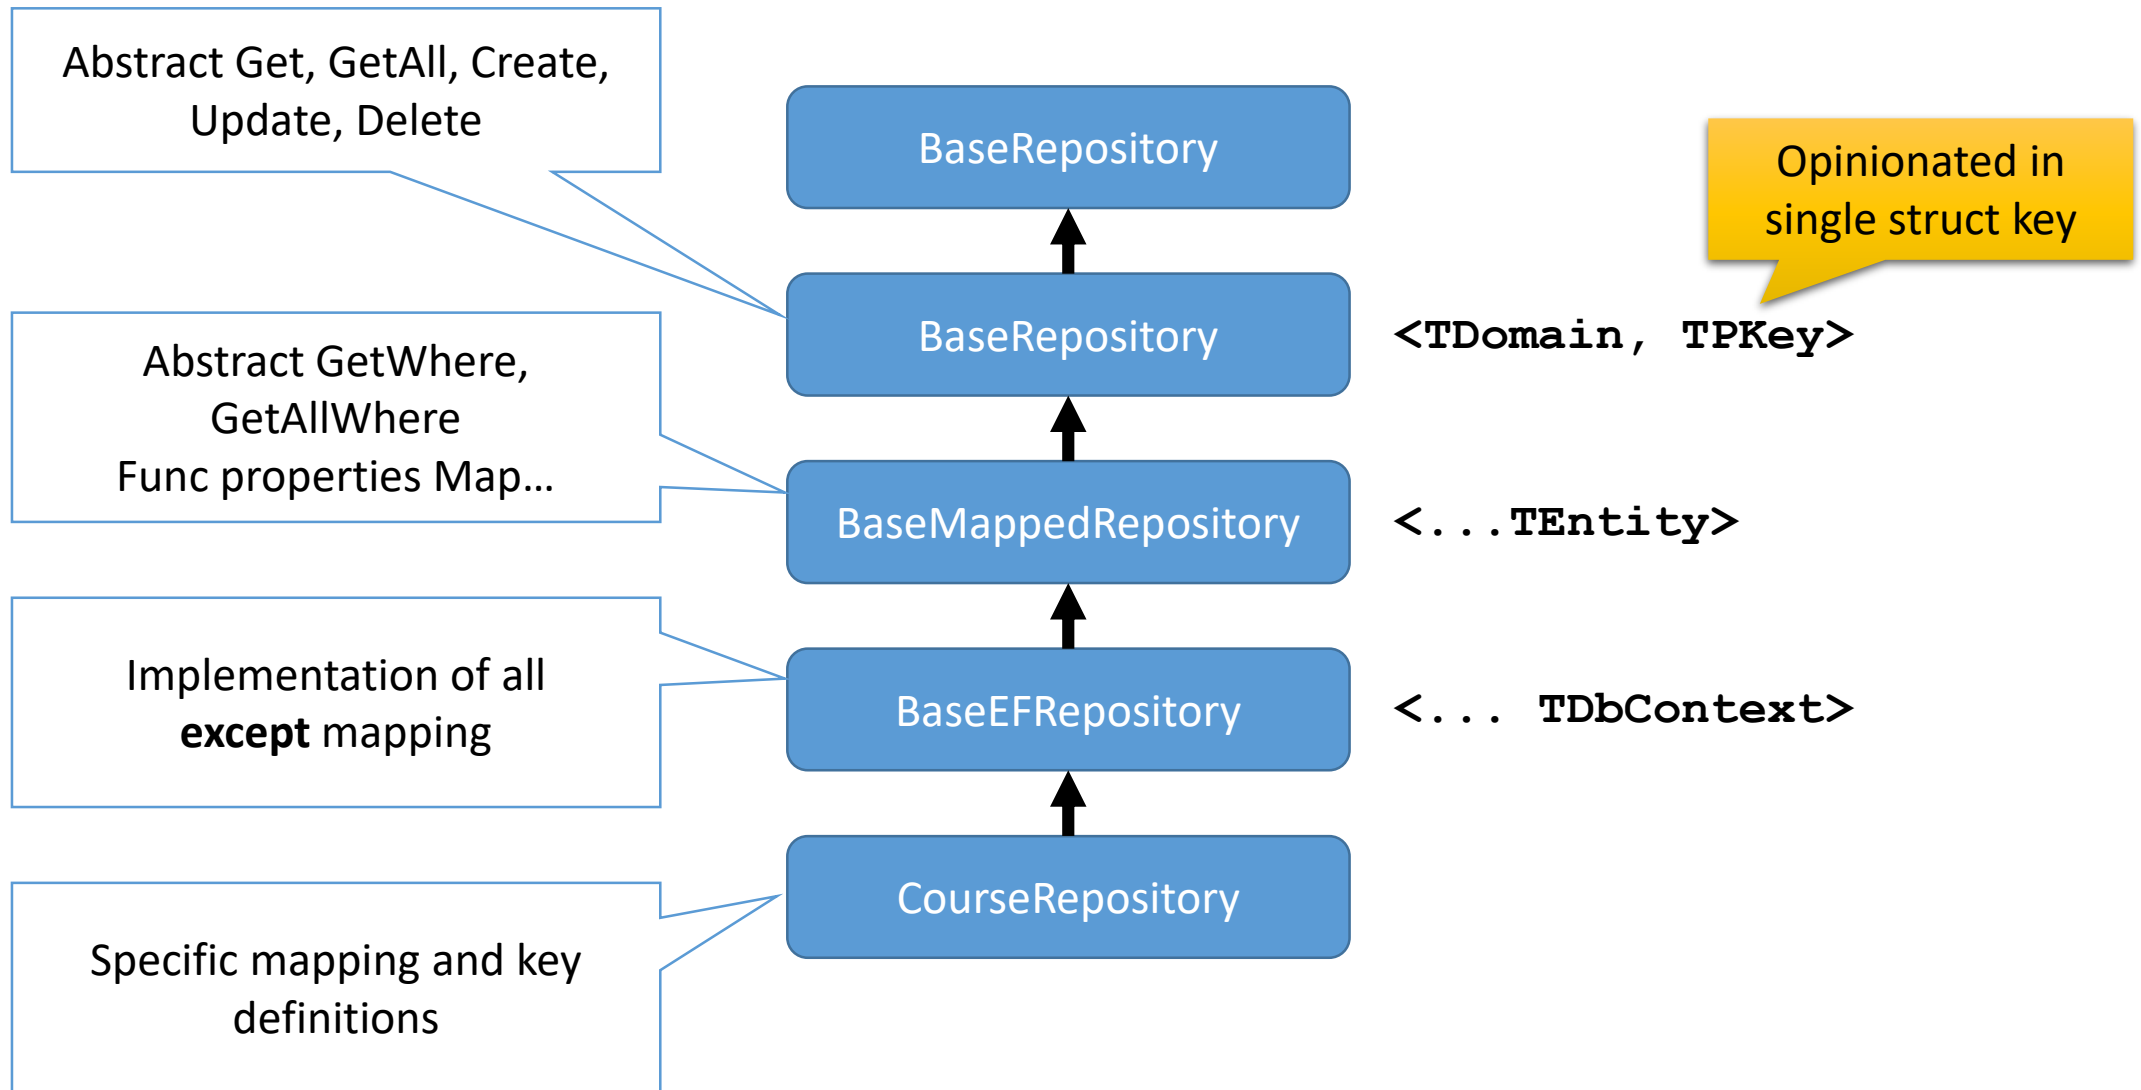 Abstract Get, GetAll, Create,
Update, Delete
BaseRepository
Opinionated in
single struct key
BaseRepository
<TDomain, TPKey>
Abstract GetWhere,
GetAllWhere
Func properties Map…
BaseMappedRepository
<...TEntity>
Implementation of all
except mapping
BaseEFRepository
<... TDbContext>
CourseRepository
Specific mapping and key
definitions